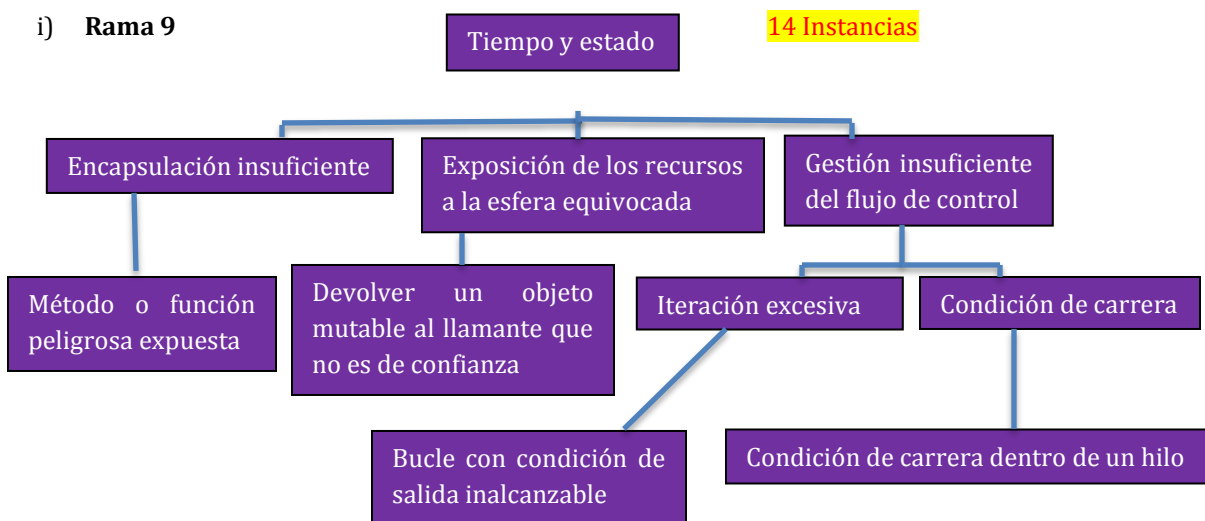 i) Rama 9
Tiempo y estado
14 Instancias
Encapsulación insuficiente
Exposición de los recursos
a la esfera equivocada
Gestión insuficiente
del flujo de control
Método o función
peligrosa expuesta
Devolver un objeto
mutable al llamante que
no es de confianza
Iteración excesiva
Condición de carrera
Bucle con condición de
salida inalcanzable
Condición de carrera dentro de un hilo